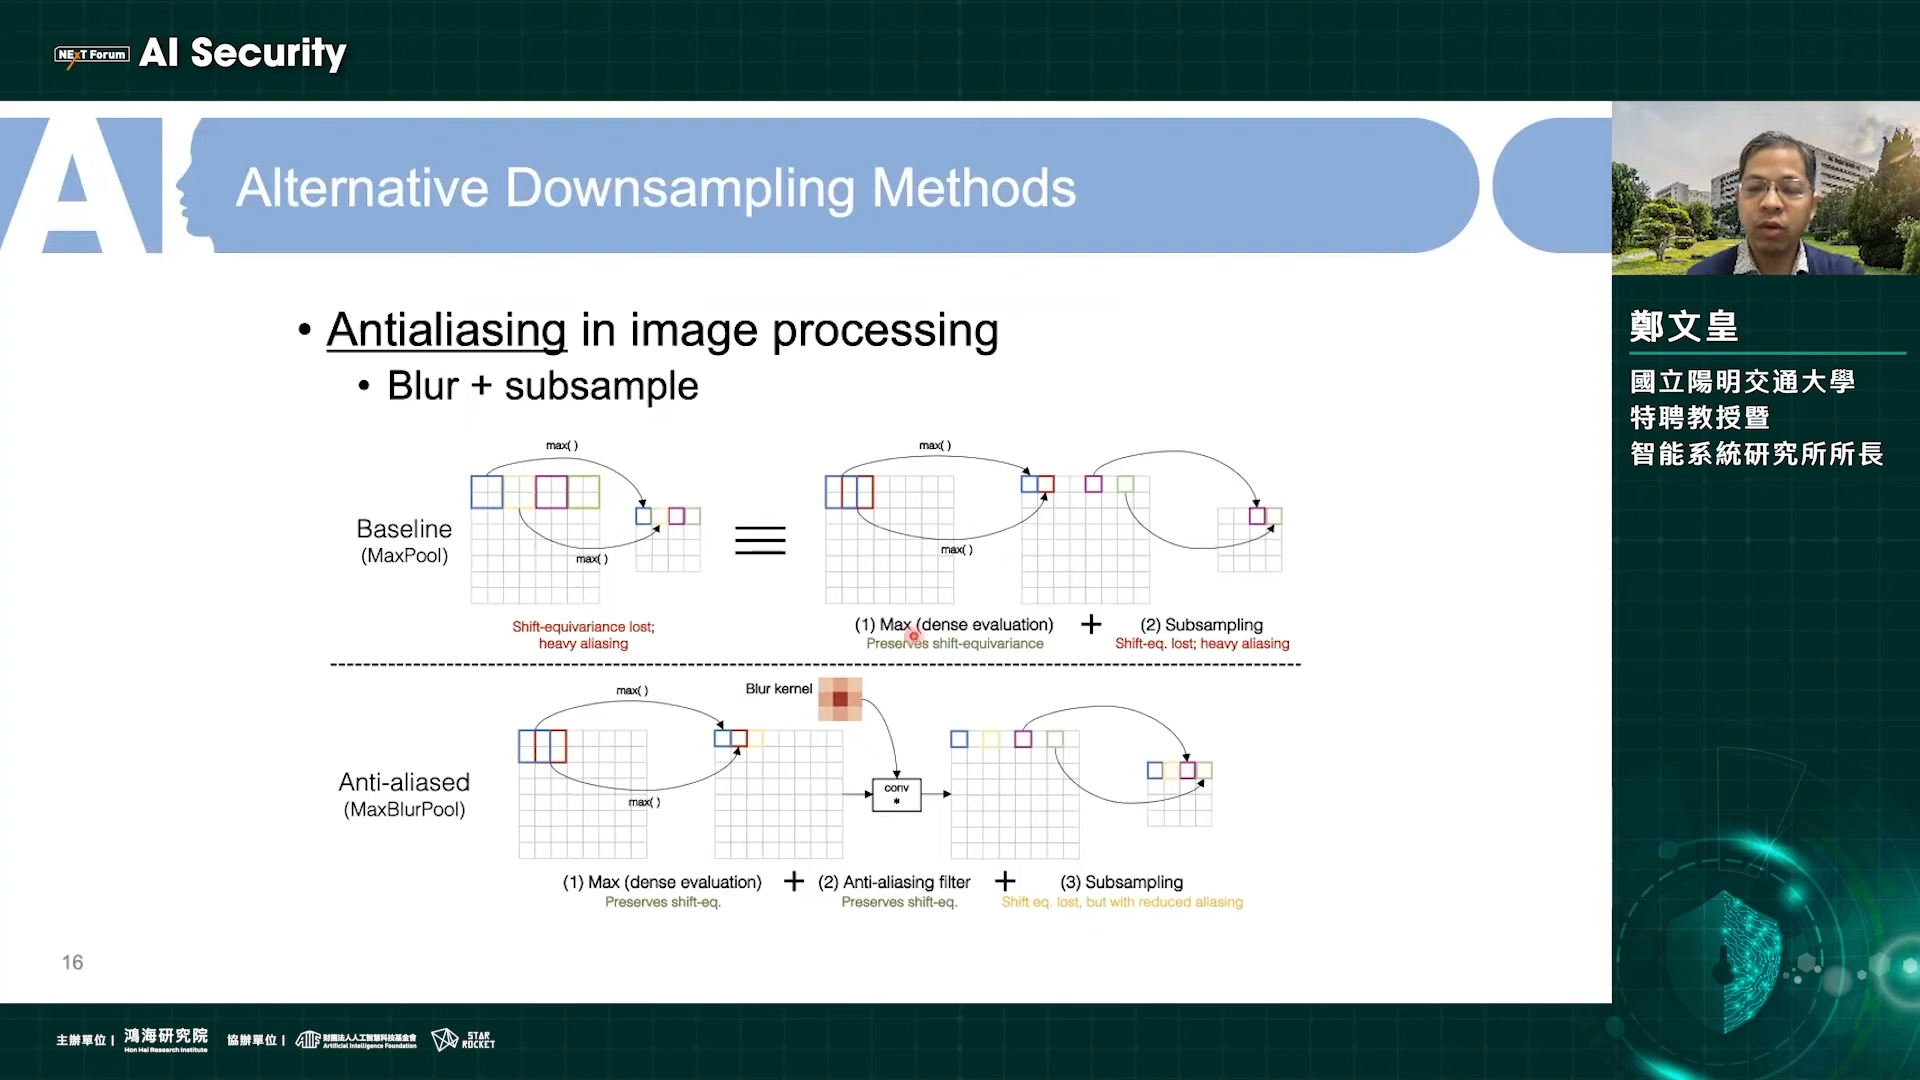 NExT Forum AI Security
AI
Alternative Downsampling Methods
• Antialiasing in image processing
• Blur + subsample
max( )
max( )
Baseline
(MaxPool)
max( )
max( )
Shift-equivariance lost;
heavy aliasing
(1) Max (dense evaluation)
Preserves shift-equivariance
+
(2) Subsampling
Shift-eq. lost; heavy aliasing
max( )
Blur kernel
Anti-aliased
(MaxBlurPool)
max( )
conv
*
(1) Max (dense evaluation) + (2) Anti-aliasing filter + (3) Subsampling
Preserves shift-eq.
Preserves shift-eq.
Shift eq. lost, but with reduced aliasing
16
鄭文皇
國立陽明交通大學
特聘教授暨
智能系統研究所所長
主辦單位 | 鴻海研究院
Hon Hai Research Institute
協辦單位 |
財團法人人工智慧科技基金會
Artificial Intelligence Foundation
STAR
ROCKET